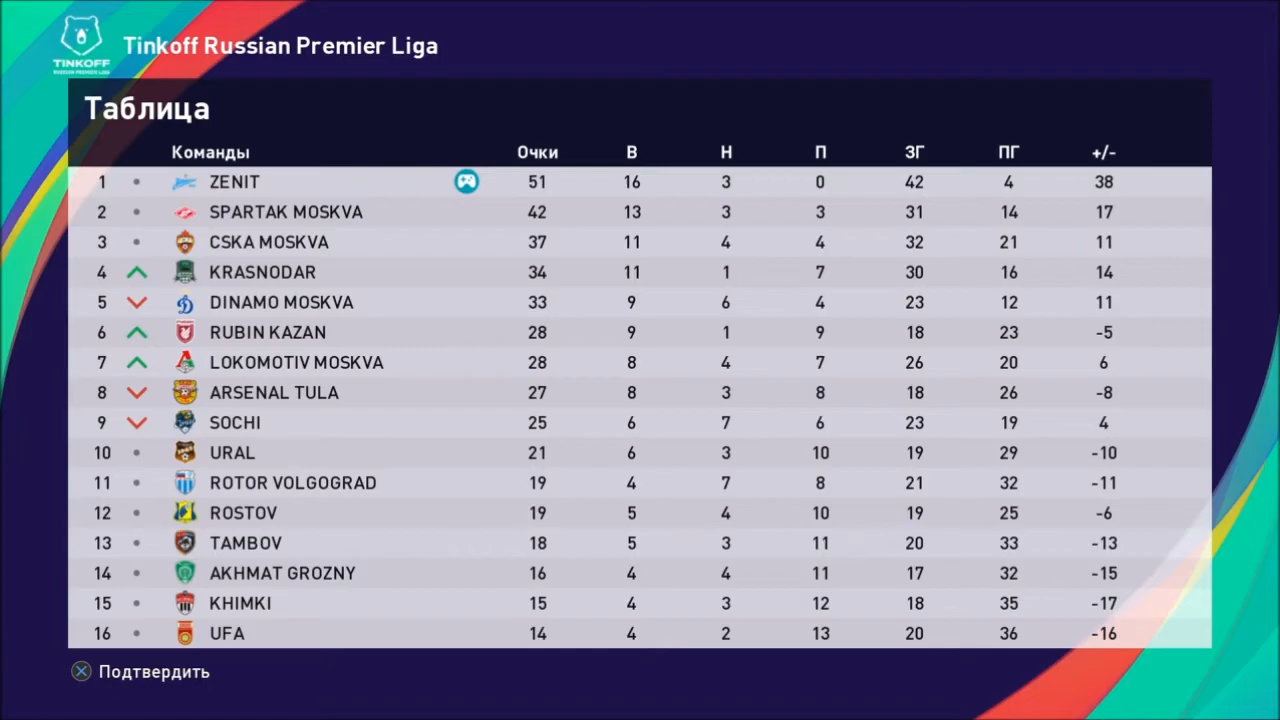 Tinkoff Russian Premier Liga
TINKOFF
RUSSIAN PREMIER LIGA
Таблица
Команды Очки В Н П ЗГ ПГ +/-
1 ZENIT 51 16 3 0 42 4 38
2 SPARTAK MOSKVA 42 13 3 3 31 14 17
3 CSKA MOSKVA 37 11 4 4 32 21 11
4 KRASNODAR 34 11 1 7 30 16 14
5 DINAMO MOSKVA 33 9 6 4 23 12 11
6 RUBIN KAZAN 28 9 1 9 18 23 -5
7 LOKOMOTIV MOSKVA 28 8 4 7 26 20 6
8 ARSENAL TULA 27 8 3 8 18 26 -8
9 SOCHI 25 6 7 6 23 19 4
10 URAL 21 6 3 10 19 29 -10
11 ROTOR VOLGOGRAD 19 4 7 8 21 32 -11
12 ROSTOV 19 5 4 10 19 25 -6
13 TAMBOV 18 5 3 11 20 33 -13
14 AKHMAT GROZNY 16 4 4 11 17 32 -15
15 KHIMKI 15 4 3 12 18 35 -17
16 UFA 14 4 2 13 20 36 -16
Подтвердить